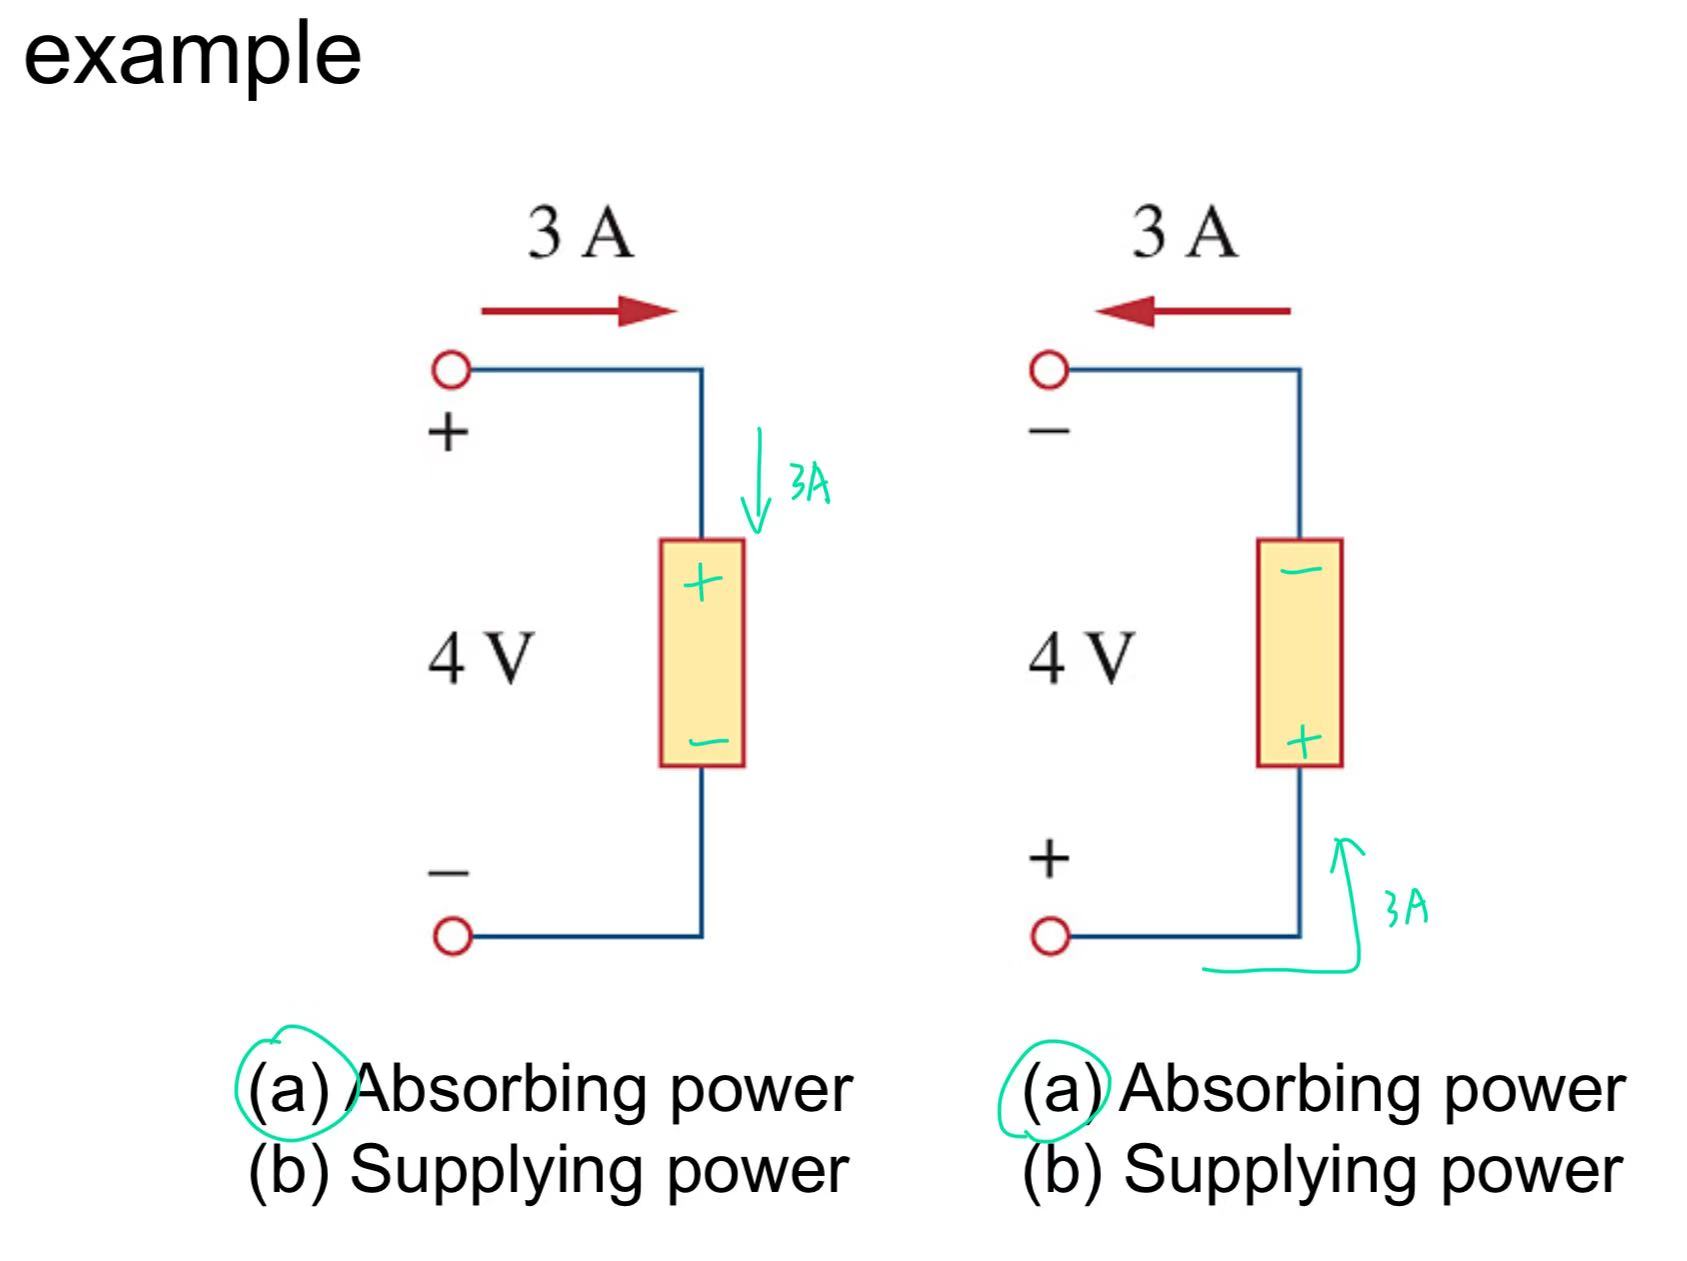 example
3 A
3 A
+
−
3A
+
−
4 V
4 V
−
+
−
+
3A
(a) Absorbing power
(b) Supplying power
(a) Absorbing power
(b) Supplying power